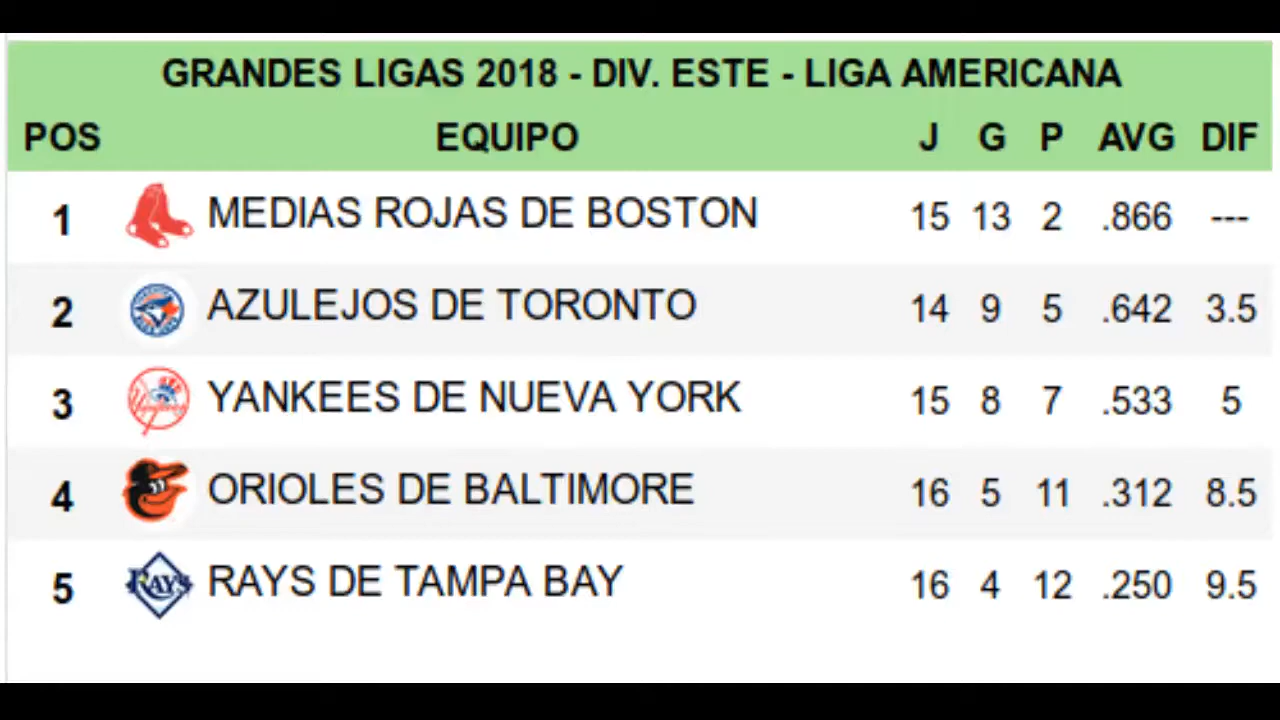 GRANDES LIGAS 2018 - DIV. ESTE - LIGA AMERICANA
POS EQUIPO J G P AVG DIF
1 MEDIAS ROJAS DE BOSTON 15 13 2 .866 ---
2 AZULEJOS DE TORONTO 14 9 5 .642 3.5
3 YANKEES DE NUEVA YORK 15 8 7 .533 5
4 ORIOLES DE BALTIMORE 16 5 11 .312 8.5
5 RAYS RAYS DE TAMPA BAY 16 4 12 .250 9.5